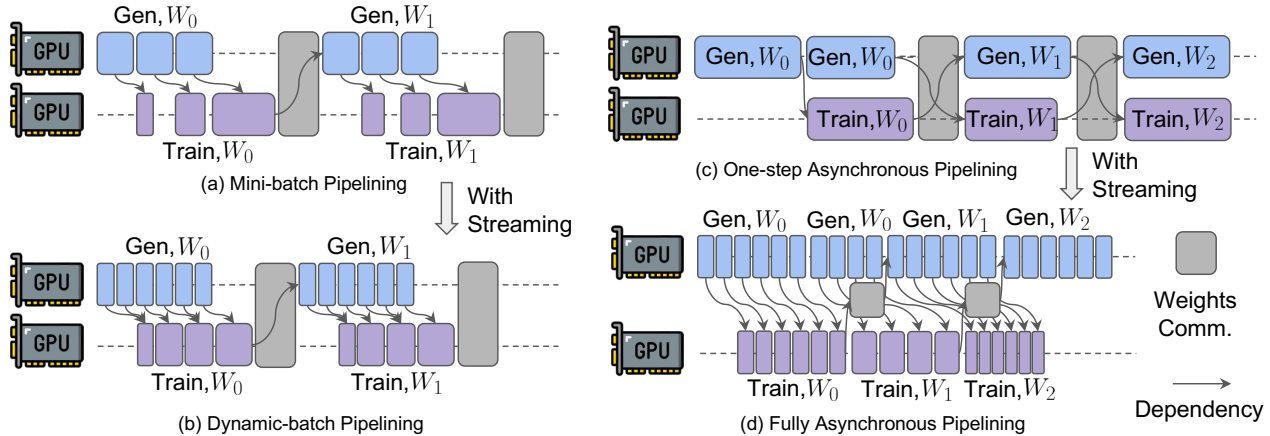 Gen, W₀
Gen, W₁
GPU
GPU
Train, W₀
Train, W₁
(a) Mini-batch Pipelining
With
Streaming
Gen, W₀
Gen, W₁
GPU
GPU
Train, W₀
Train, W₁
(b) Dynamic-batch Pipelining
GPU
Gen, W₀
Gen, W₀
Gen, W₁
Gen, W₂
GPU
Train, W₀
Train, W₁
Train, W₂
(c) One-step Asynchronous Pipelining
With
Streaming
Gen, W₀
Gen, W₀
Gen, W₁
Gen, W₂
GPU
GPU
Train, W₀
Train, W₁
Train, W₂
(d) Fully Asynchronous Pipelining
Weights
Comm.
Dependency